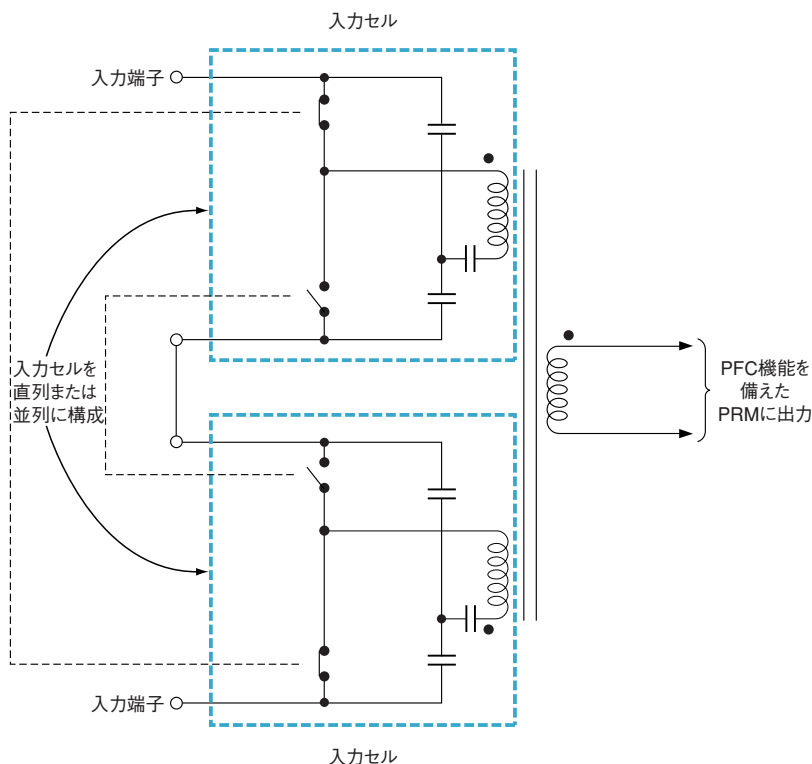 入力セル
入力端子
入力セルを
直列または
並列に構成
PFC機能を
備えた
PRMに出力
入力端子
入力セル